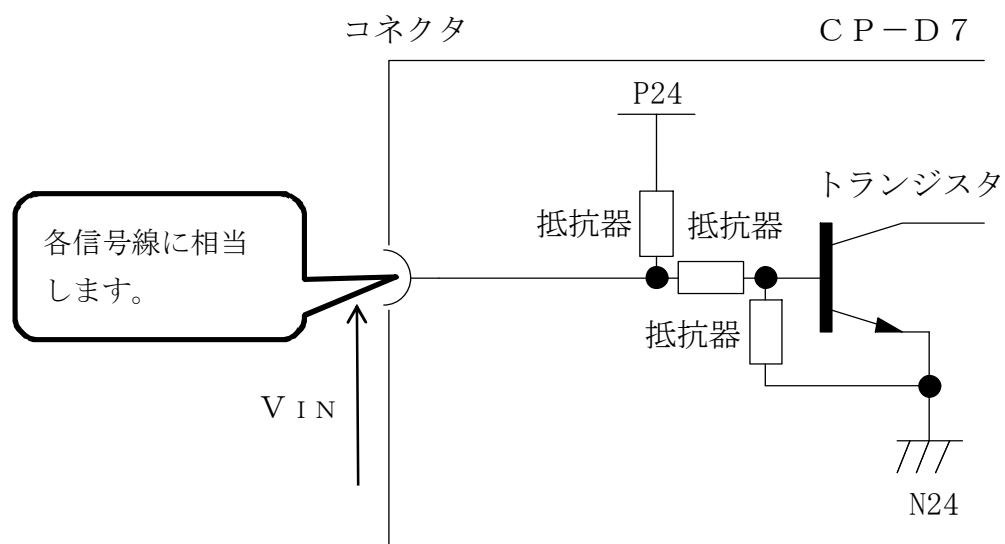 コネクタ
ＣＰ－Ｄ７
P24
トランジスタ
抵抗器
抵抗器
各信号線に相当
します。
抵抗器
ＶＩＮ
N24